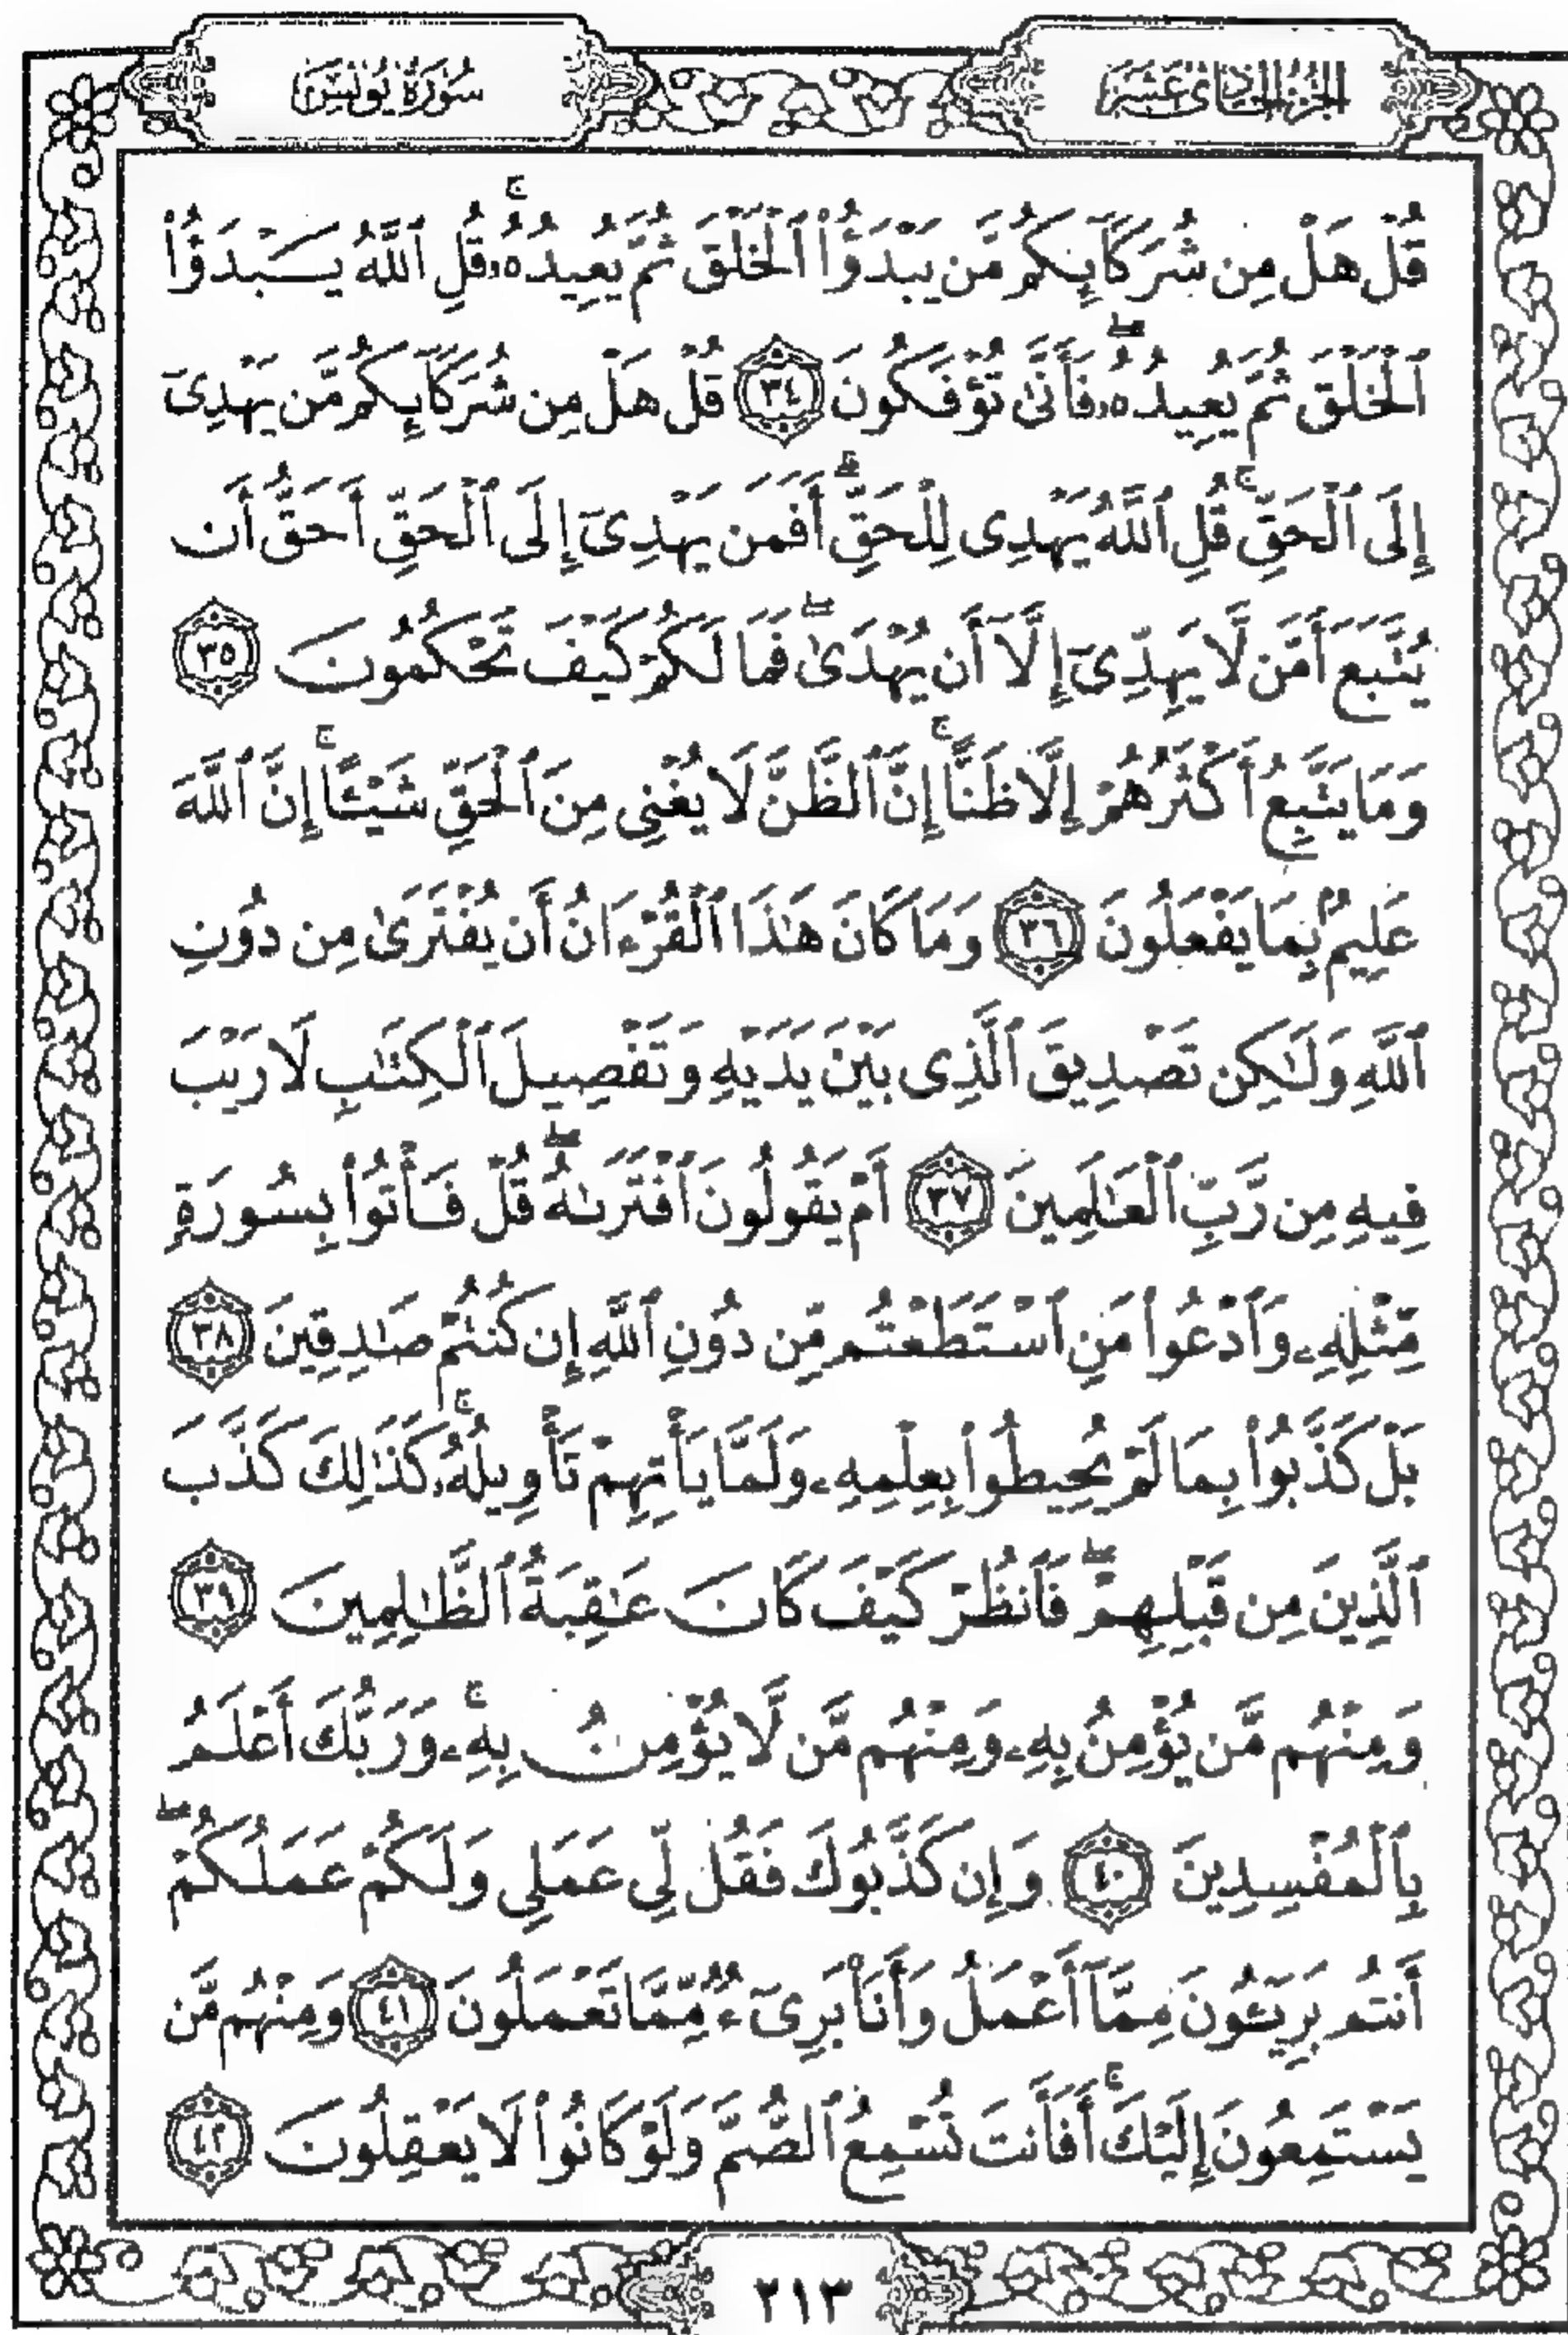 الجزء الحادي عشر
سورة يونس
قُلْ هَلْ مِن شُرَكَآئِكُم مَّن يَبْدَؤُا۟ ٱلْخَلْقَ ثُمَّ يُعِيدُهُۥ ۚ قُلِ ٱللَّهُ يَبْدَؤُا۟
ٱلْخَلْقَ ثُمَّ يُعِيدُهُۥ ۖ فَأَنَّىٰ تُؤْفَكُونَ ٣٤ قُلْ هَلْ مِن شُرَكَآئِكُم مَّن يَهْدِىٓ
إِلَى ٱلْحَقِّ ۚ قُلِ ٱللَّهُ يَهْدِى لِلْحَقِّ ۗ أَفَمَن يَهْدِىٓ إِلَى ٱلْحَقِّ أَحَقُّ أَن
يُتَّبَعَ أَمَّن لَّا يَهِدِّىٓ إِلَّآ أَن يُهْدَىٰ ۖ فَمَا لَكُمْ كَيْفَ تَحْكُمُونَ ٣٥
وَمَا يَتَّبِعُ أَكْثَرُهُمْ إِلَّا ظَنًّا ۚ إِنَّ ٱلظَّنَّ لَا يُغْنِى مِنَ ٱلْحَقِّ شَيْـًٔا ۚ إِنَّ ٱللَّهَ
عَلِيمٌۢ بِمَا يَفْعَلُونَ ٣٦ وَمَا كَانَ هَٰذَا ٱلْقُرْءَانُ أَن يُفْتَرَىٰ مِن دُونِ
ٱللَّهِ وَلَٰكِن تَصْدِيقَ ٱلَّذِى بَيْنَ يَدَيْهِ وَتَفْصِيلَ ٱلْكِتَٰبِ لَا رَيْبَ
فِيهِ مِن رَّبِّ ٱلْعَٰلَمِينَ ٣٧ أَمْ يَقُولُونَ ٱفْتَرَىٰهُ ۖ قُلْ فَأْتُوا۟ بِسُورَةٍ
مِّثْلِهِۦ وَٱدْعُوا۟ مَنِ ٱسْتَطَعْتُم مِّن دُونِ ٱللَّهِ إِن كُنتُمْ صَٰدِقِينَ ٣٨
بَلْ كَذَّبُوا۟ بِمَا لَمْ يُحِيطُوا۟ بِعِلْمِهِۦ وَلَمَّا يَأْتِهِمْ تَأْوِيلُهُۥ ۚ كَذَٰلِكَ كَذَّبَ
ٱلَّذِينَ مِن قَبْلِهِمْ ۖ فَٱنظُرْ كَيْفَ كَانَ عَٰقِبَةُ ٱلظَّٰلِمِينَ ٣٩
وَمِنْهُم مَّن يُؤْمِنُ بِهِۦ وَمِنْهُم مَّن لَّا يُؤْمِنُ بِهِۦ ۚ وَرَبُّكَ أَعْلَمُ
بِٱلْمُفْسِدِينَ ٤٠ وَإِن كَذَّبُوكَ فَقُل لِّى عَمَلِى وَلَكُمْ عَمَلُكُمْ ۖ
أَنتُم بَرِيٓـُٔونَ مِمَّآ أَعْمَلُ وَأَنَا۠ بَرِىٓءٌ مِّمَّا تَعْمَلُونَ ٤١ وَمِنْهُم مَّن
يَسْتَمِعُونَ إِلَيْكَ ۚ أَفَأَنتَ تُسْمِعُ ٱلصُّمَّ وَلَوْ كَانُوا۟ لَا يَعْقِلُونَ ٤٢
٢١٣